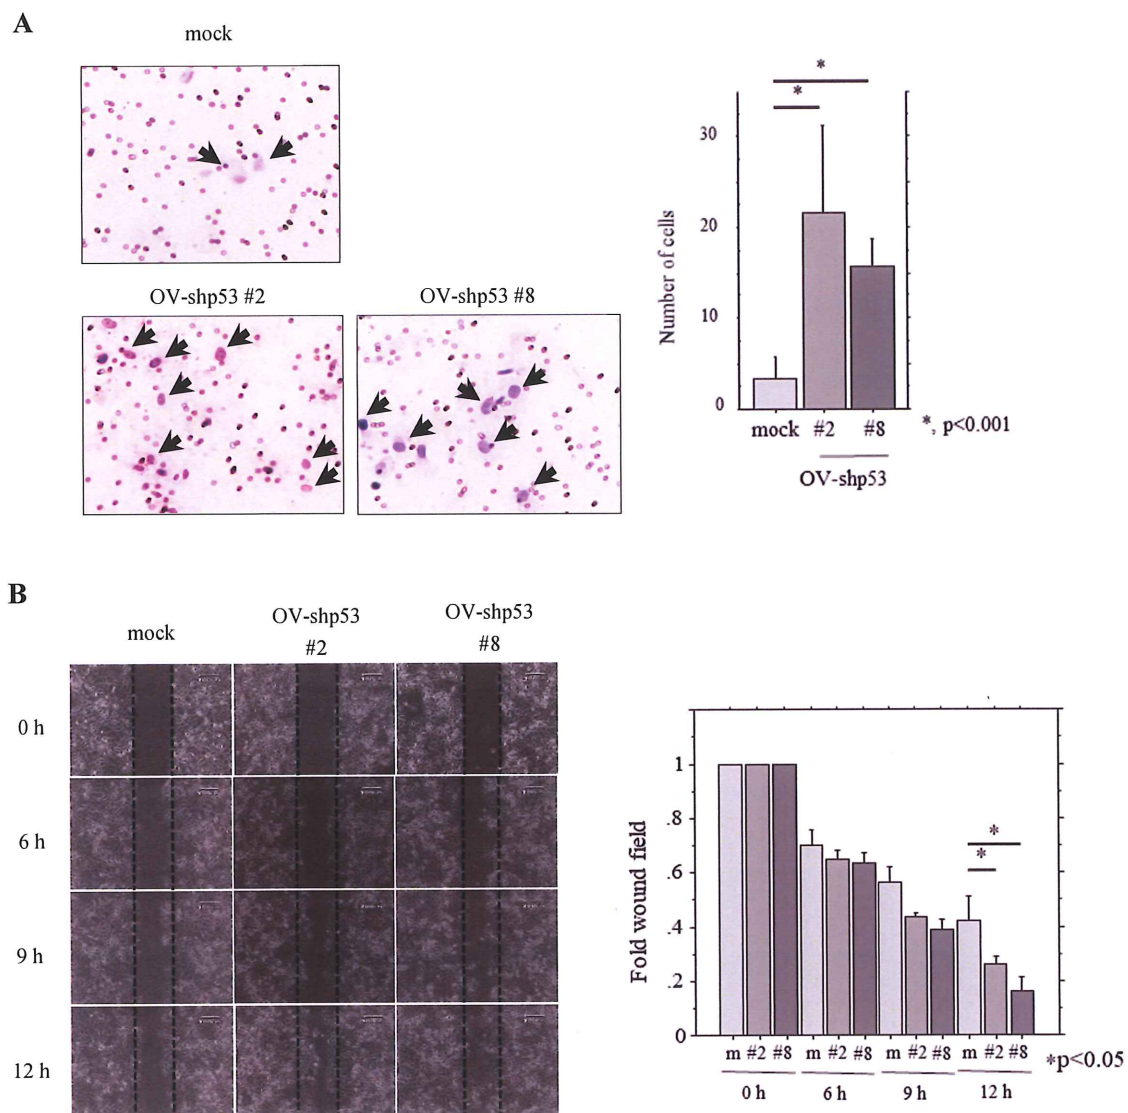 A
mock
OV-shp53 #2
OV-shp53 #8
Number of cells
30
20
10
0
*
*
mock #2 #8
OV-shp53
*, p<0.001
B
mock
OV-shp53
#2
OV-shp53
#8
0 h
6 h
9 h
12 h
Fold wound field
1
.8
.6
.4
.2
0
*
*
m #2 #8 m #2 #8 m #2 #8 m #2 #8
0 h 6 h 9 h 12 h
*p<0.05